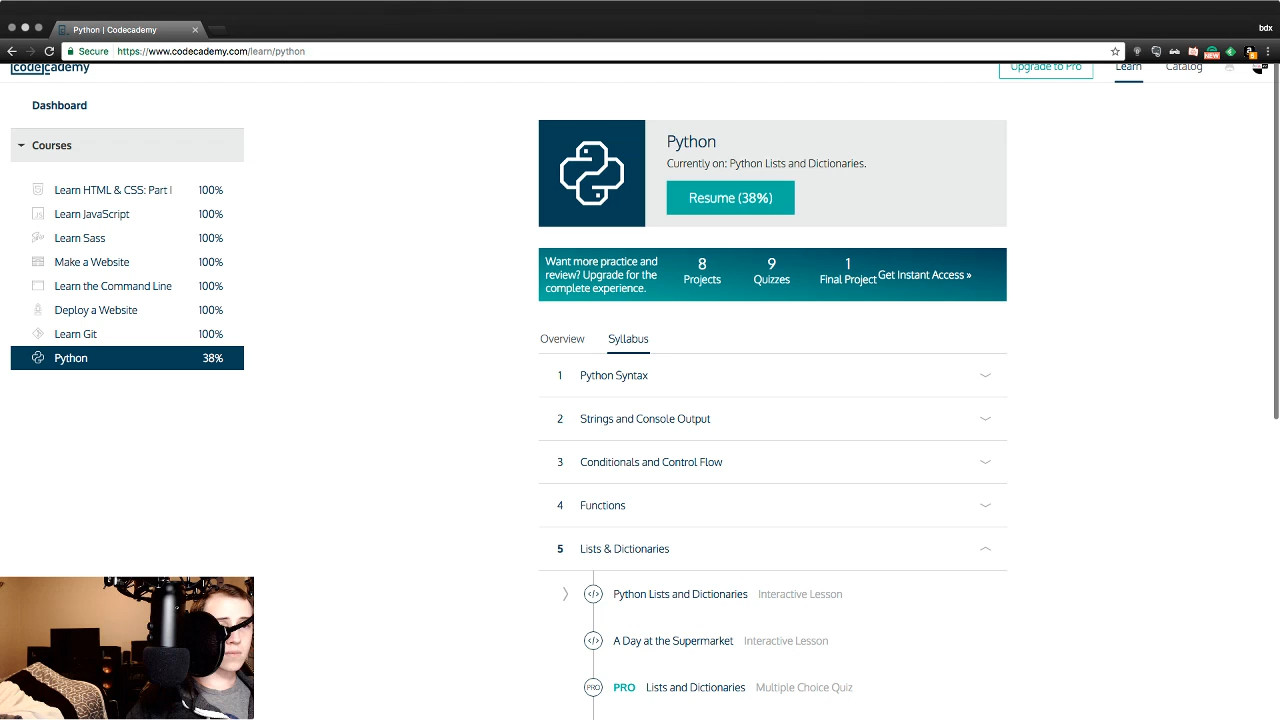 Python | Codecademy
bdx
Secure https://www.codecademy.com/learn/python
NEW
codecademy
Upgrade to Pro
Learn
Catalog
Dashboard
Courses
Learn HTML & CSS: Part I 100%
Learn JavaScript 100%
Learn Sass 100%
Make a Website 100%
Learn the Command Line 100%
Deploy a Website 100%
Learn Git 100%
Python 38%
Python
Currently on: Python Lists and Dictionaries.
Resume (38%)
Want more practice and
review? Upgrade for the
complete experience.
8
Projects
9
Quizzes
1
Final Project
Get Instant Access »
Overview
Syllabus
1 Python Syntax
2 Strings and Console Output
3 Conditionals and Control Flow
4 Functions
5 Lists & Dictionaries
Python Lists and Dictionaries Interactive Lesson
A Day at the Supermarket Interactive Lesson
PRO PRO Lists and Dictionaries Multiple Choice Quiz